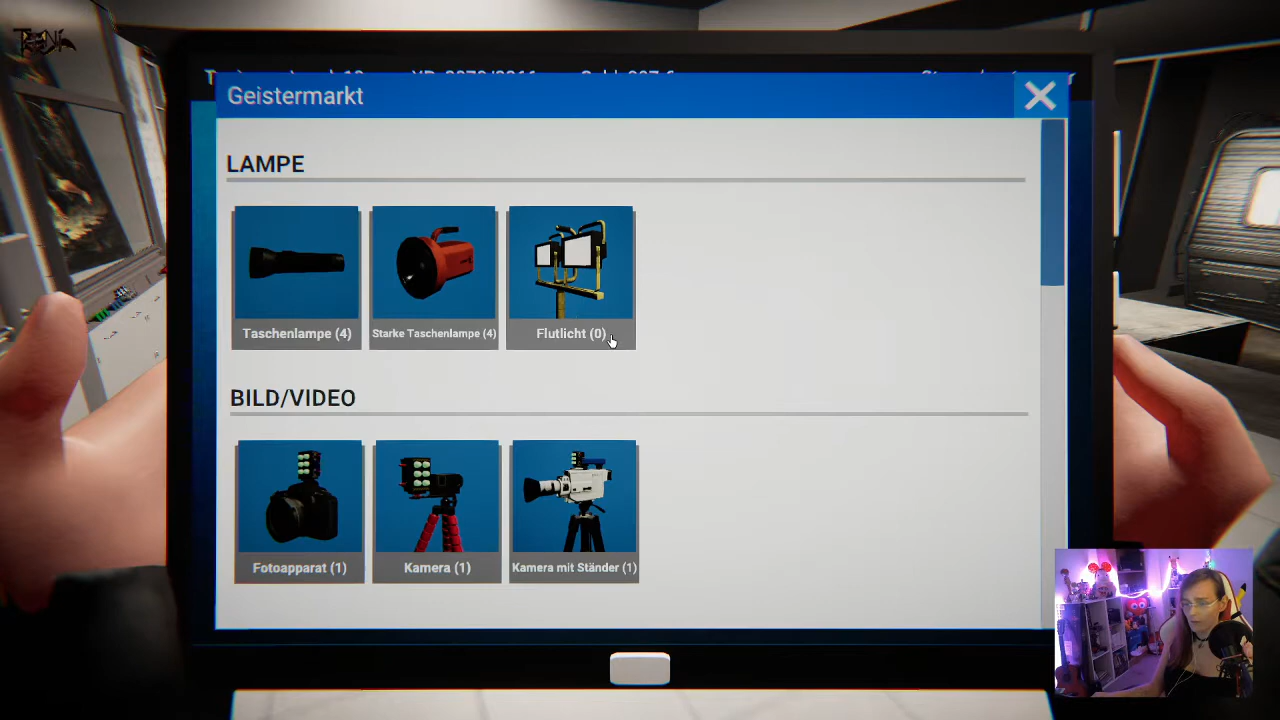 Geistermarkt
LAMPE
Taschenlampe (4)
Starke Taschenlampe (4)
Flutlicht (0)
BILD/VIDEO
Fotoapparat (1)
Kamera (1)
Kamera mit Ständer (1)